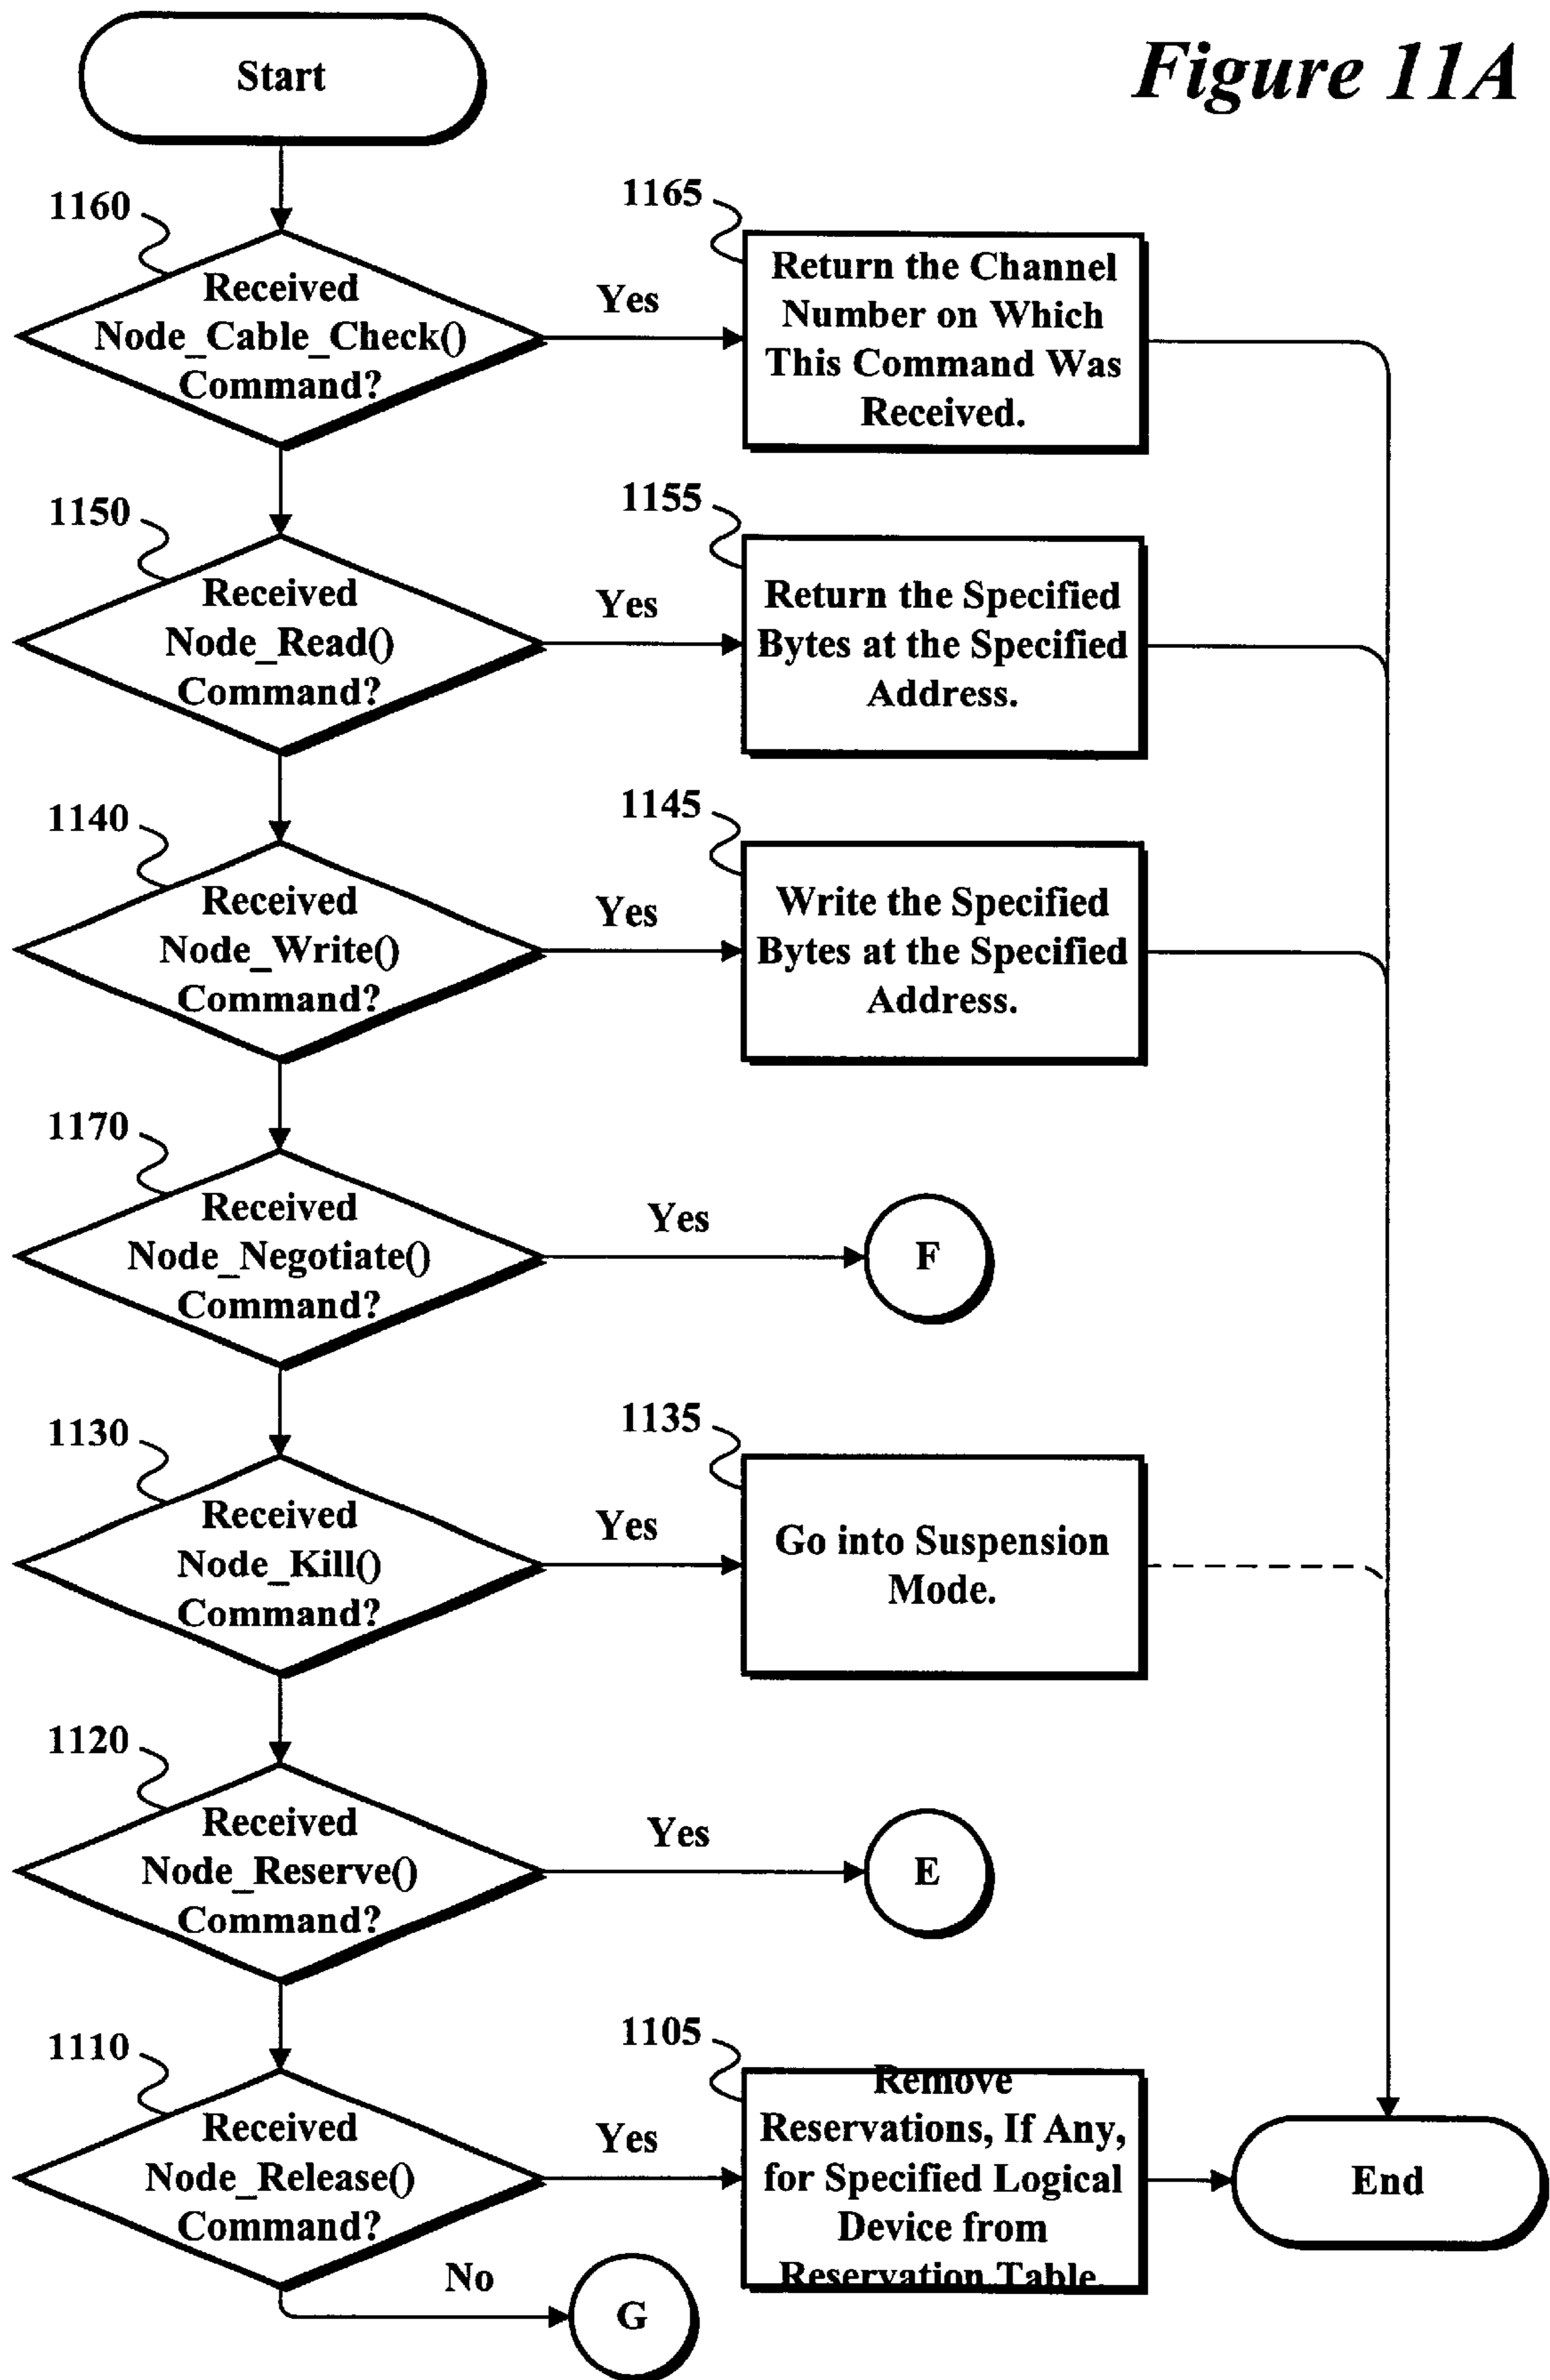 Figure 11A
Start
1160
Received
Node_Cable_Check()
Command?
Yes
1165
Return the Channel
Number on Which
This Command Was
Received.
1150
Received
Node_Read()
Command?
Yes
1155
Return the Specified
Bytes at the Specified
Address.
1140
Received
Node_Write()
Command?
Yes
1145
Write the Specified
Bytes at the Specified
Address.
1170
Received
Node_Negotiate()
Command?
Yes
F
1130
Received
Node_Kill()
Command?
Yes
1135
Go into Suspension
Mode.
1120
Received
Node_Reserve()
Command?
Yes
E
1110
Received
Node_Release()
Command?
Yes
1105
Remove
Reservations, If Any,
for Specified Logical
Device from
Reservation Table.
End
No
G